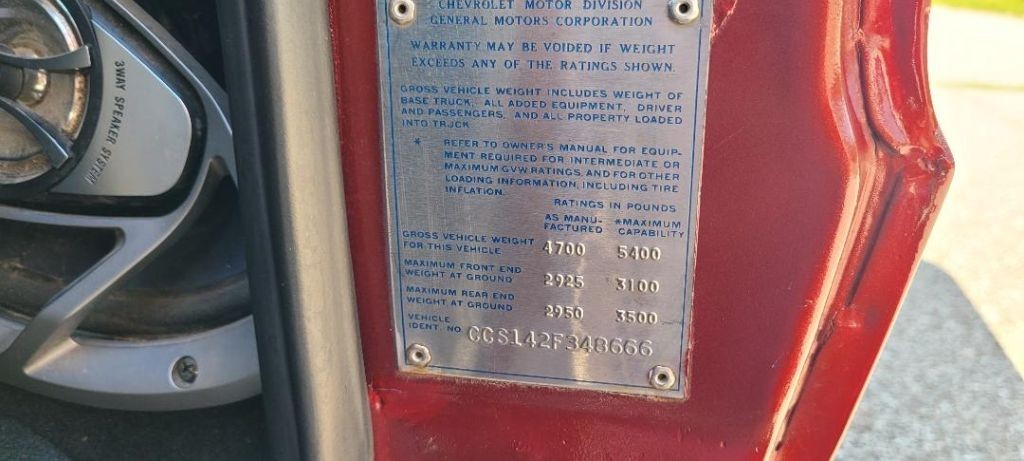 3WAY SPEAKER SYSTEM
CHEVROLET MOTOR DIVISION
GENERAL MOTORS CORPORATION
WARRANTY MAY BE VOIDED IF WEIGHT
EXCEEDS ANY OF THE RATINGS SHOWN.
GROSS VEHICLE WEIGHT INCLUDES WEIGHT OF
BASE TRUCK, ALL ADDED EQUIPMENT, DRIVER
AND PASSENGERS, AND ALL PROPERTY LOADED
INTO TRUCK
* REFER TO OWNER'S MANUAL FOR EQUIP-
MENT REQUIRED FOR INTERMEDIATE OR
MAXIMUM GVW RATINGS, AND FOR OTHER
LOADING INFORMATION, INCLUDING TIRE
INFLATION.
RATINGS IN POUNDS
AS MANU- *MAXIMUM
FACTURED CAPABILITY
GROSS VEHICLE WEIGHT
FOR THIS VEHICLE 4700 5400
MAXIMUM FRONT END
WEIGHT AT GROUND 2925 3100
MAXIMUM REAR END
WEIGHT AT GROUND 2950 3500
VEHICLE
IDENT. NO CCS142F348666